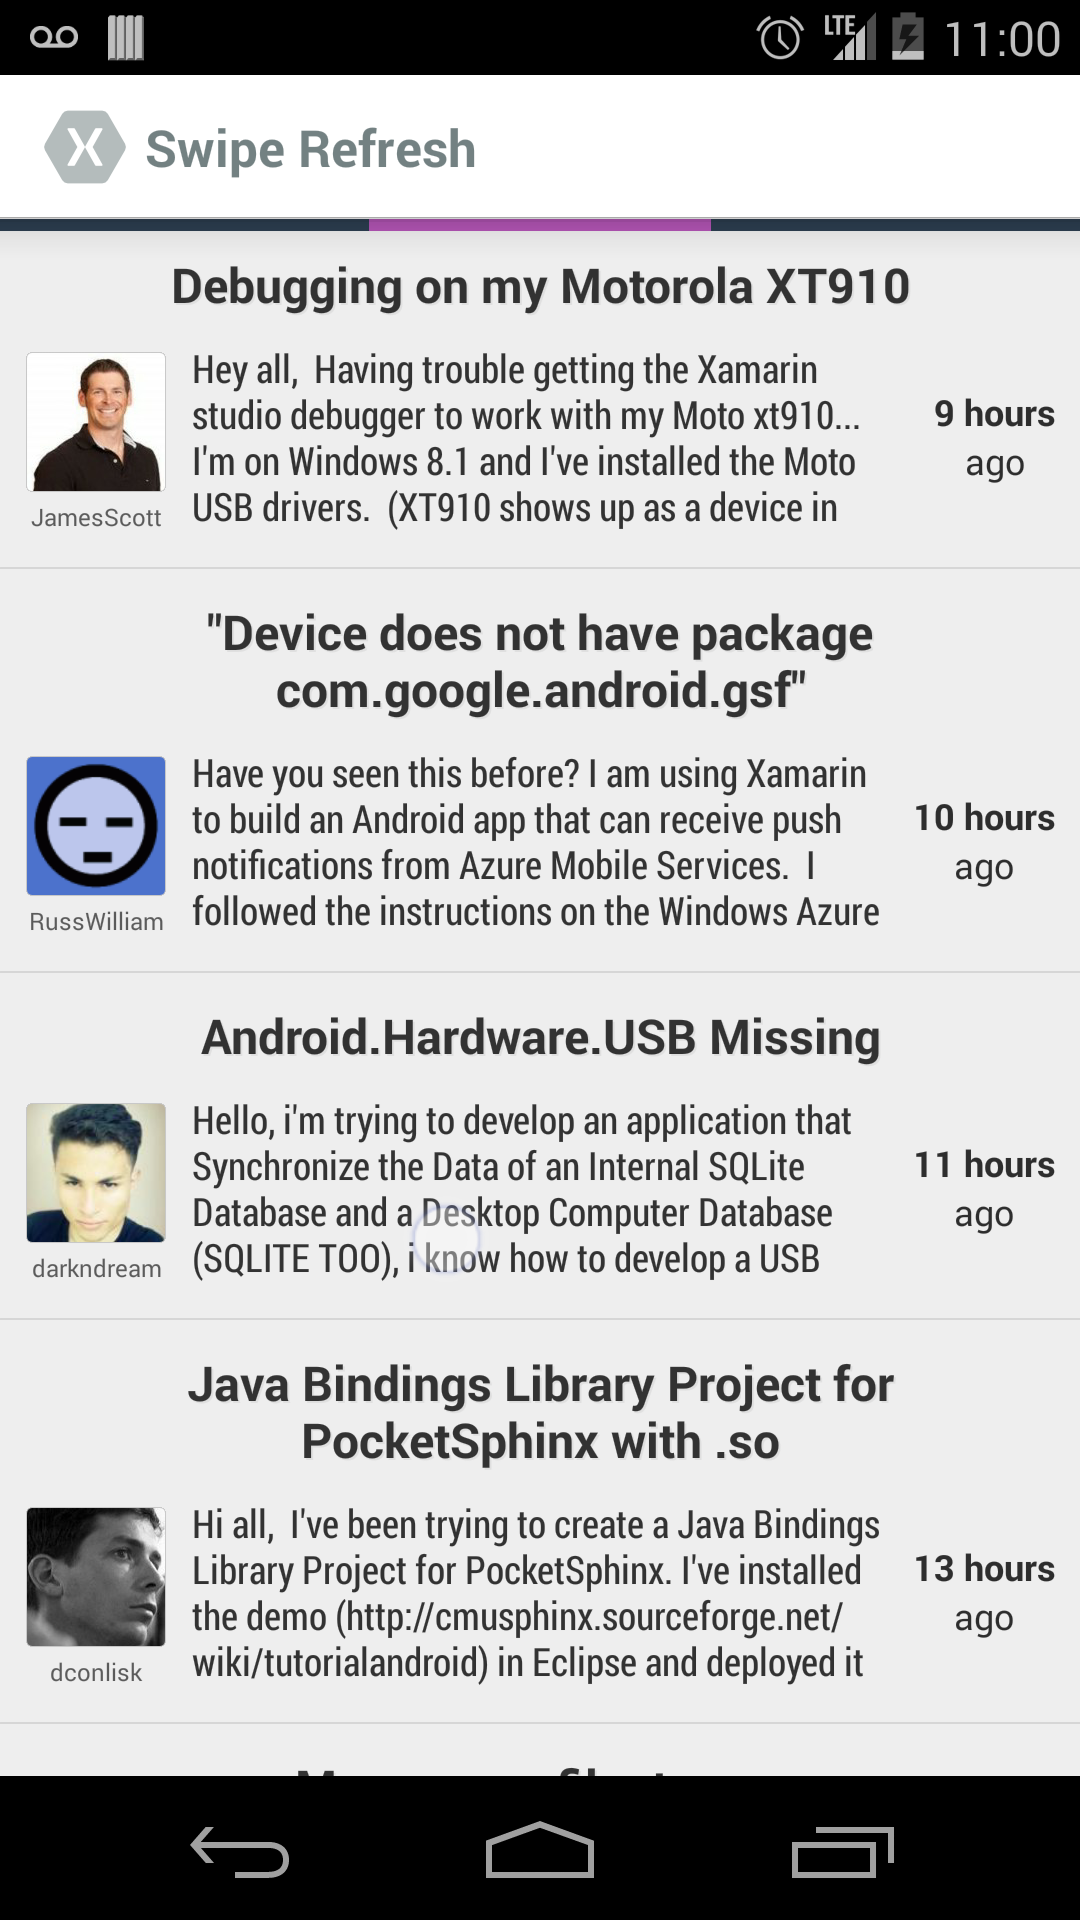 LTE 11:00
X Swipe Refresh
Debugging on my Motorola XT910
Hey all,  Having trouble getting the Xamarin
studio debugger to work with my Moto xt910...
I'm on Windows 8.1 and I've installed the Moto
USB drivers.  (XT910 shows up as a device in
9 hours
ago
JamesScott
"Device does not have package
com.google.android.gsf"
Have you seen this before? I am using Xamarin
to build an Android app that can receive push
notifications from Azure Mobile Services.  I
followed the instructions on the Windows Azure
10 hours
ago
RussWilliam
Android.Hardware.USB Missing
Hello, i'm trying to develop an application that
Synchronize the Data of an Internal SQLite
Database and a Desktop Computer Database
(SQLITE TOO), i know how to develop a USB
11 hours
ago
darkndream
Java Bindings Library Project for
PocketSphinx with .so
Hi all,  I've been trying to create a Java Bindings
Library Project for PocketSphinx. I've installed
the demo (http://cmusphinx.sourceforge.net/
wiki/tutorialandroid) in Eclipse and deployed it
13 hours
ago
dconlisk